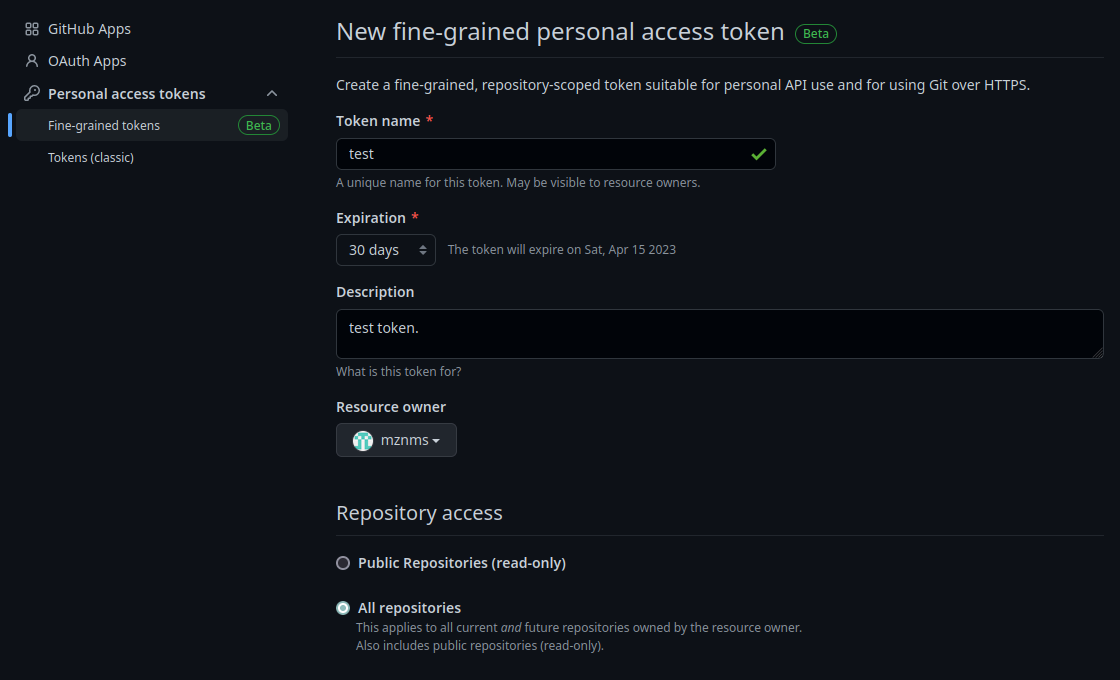 GitHub Apps
OAuth Apps
Personal access tokens
Fine-grained tokens Beta
Tokens (classic)
New fine-grained personal access token Beta
Create a fine-grained, repository-scoped token suitable for personal API use and for using Git over HTTPS.
Token name *
test
A unique name for this token. May be visible to resource owners.
Expiration *
30 days The token will expire on Sat, Apr 15 2023
Description
test token.
What is this token for?
Resource owner
mznms
Repository access
Public Repositories (read-only)
All repositories
This applies to all current and future repositories owned by the resource owner.
Also includes public repositories (read-only).